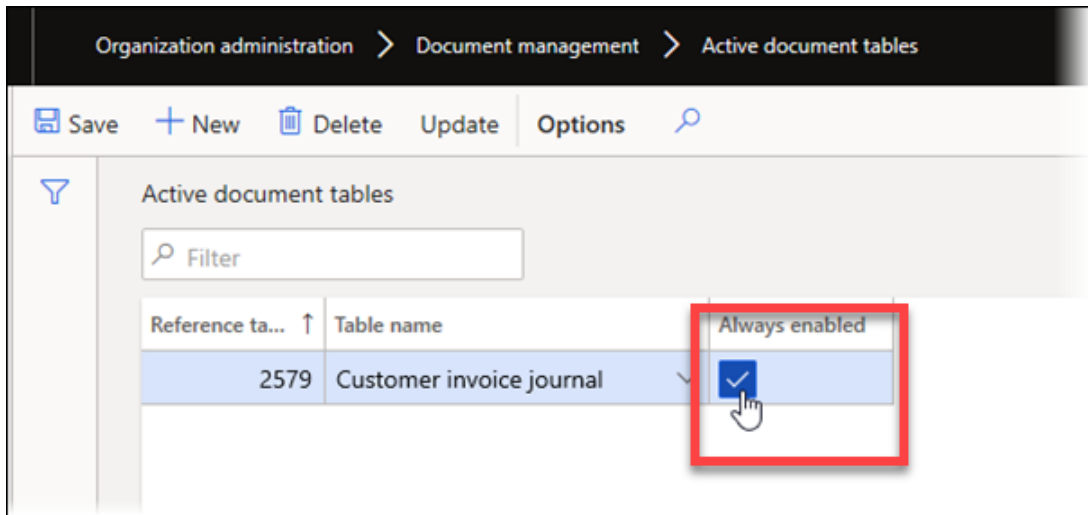 Organization administration > Document management > Active document tables
Save + New Delete Update Options
Active document tables
Filter
Reference ta... ↑ Table name Always enabled
2579 Customer invoice journal